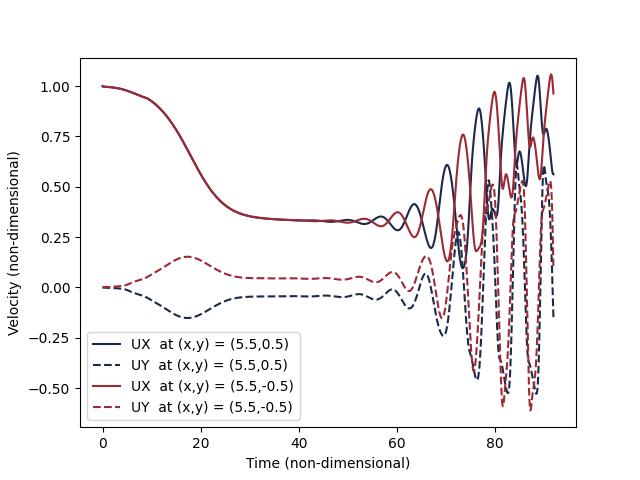 1.00
0.75
0.50
0.25
0.00
−0.25
−0.50
Velocity (non-dimensional)
UX  at (x,y) = (5.5,0.5)
UY  at (x,y) = (5.5,0.5)
UX  at (x,y) = (5.5,-0.5)
UY  at (x,y) = (5.5,-0.5)
0 20 40 60 80
Time (non-dimensional)